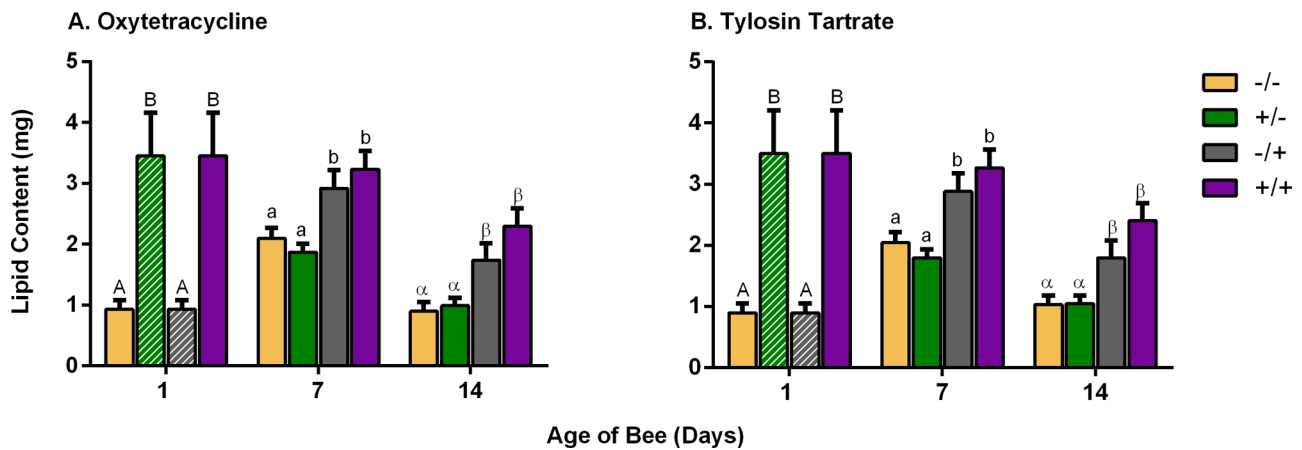 A. Oxytetracycline
B. Tylosin Tartrate
Lipid Content (mg)
5
4
3
2
1
0
B B
A A
a a b b
α α β β
1 7 14
5
4
3
2
1
0
B B
A A
a a b b
α α β β
1 7 14
-/-
+/-
-/+
+/+
Age of Bee (Days)